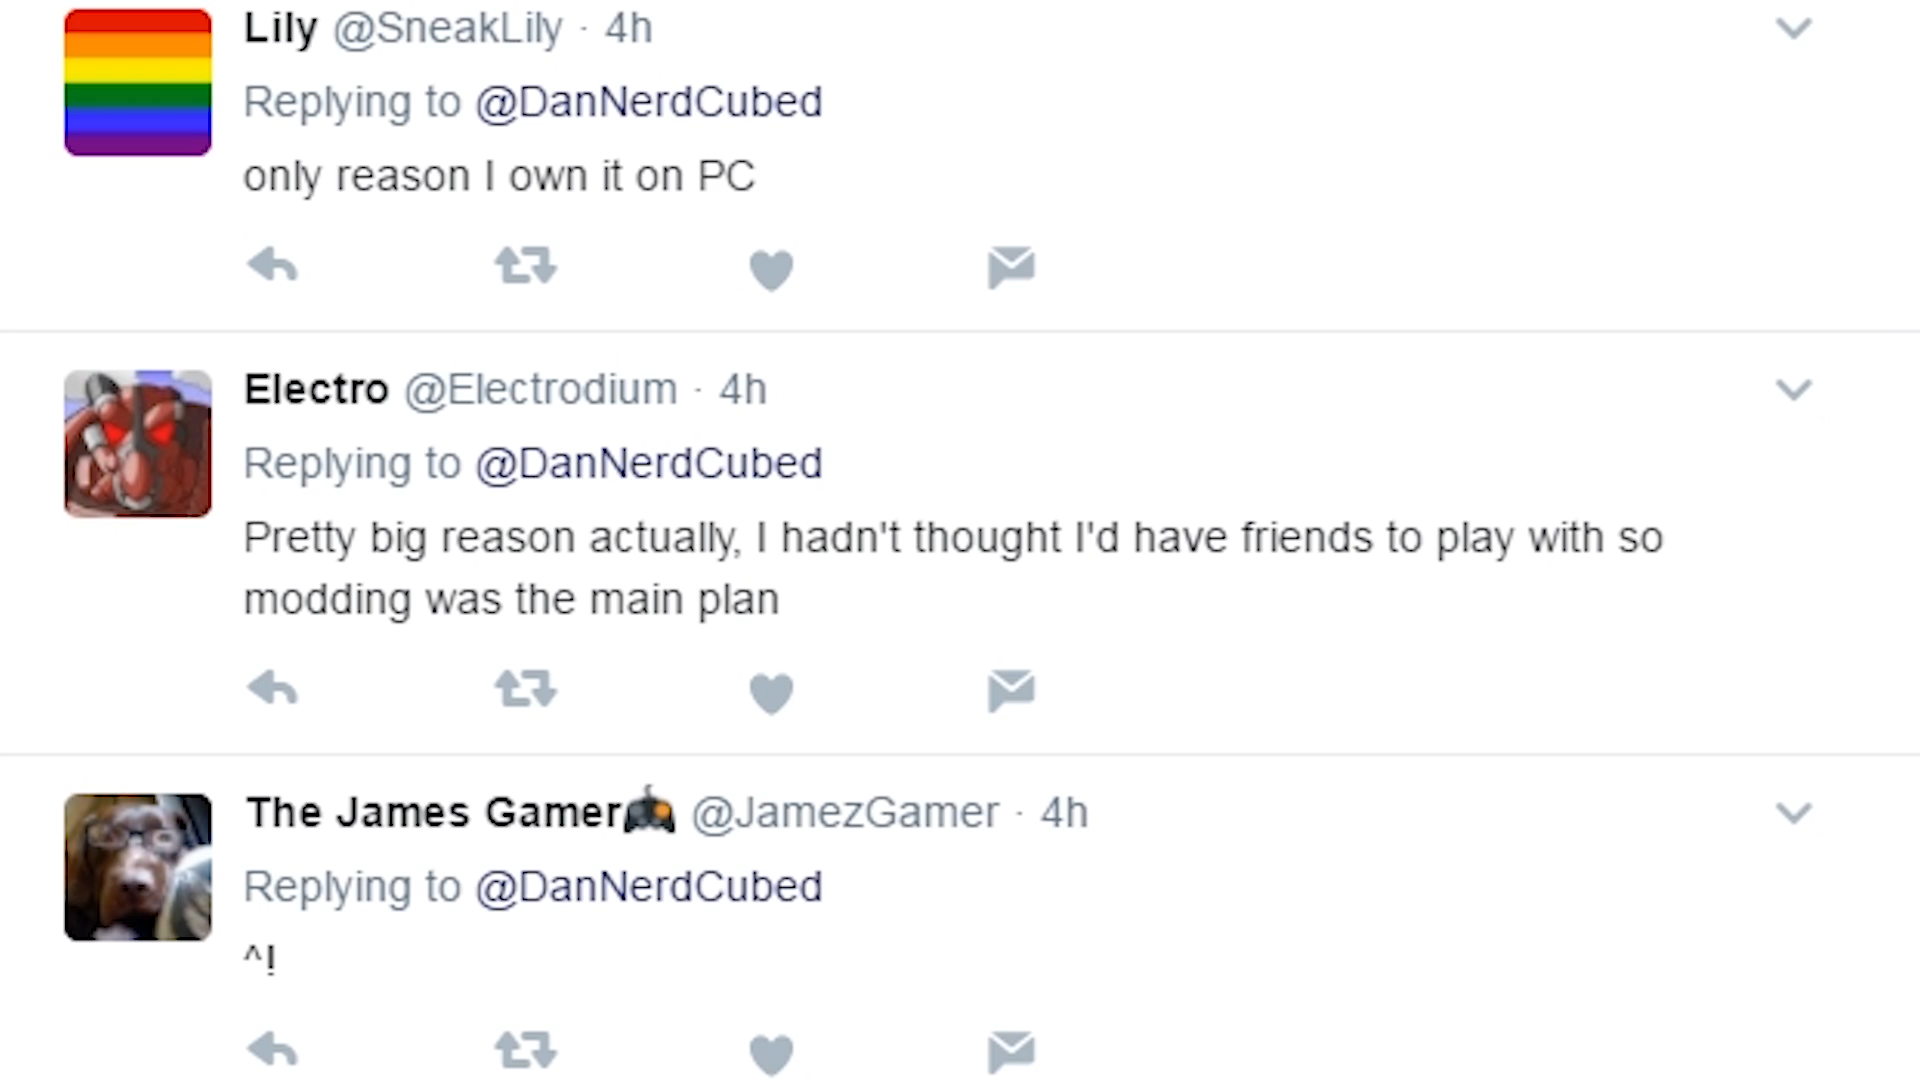 Lily @SneakLily · 4h
Replying to @DanNerdCubed
only reason I own it on PC
Electro @Electrodium · 4h
Replying to @DanNerdCubed
Pretty big reason actually, I hadn't thought I'd have friends to play with so
modding was the main plan
The James Gamer @JamezGamer · 4h
Replying to @DanNerdCubed
^!